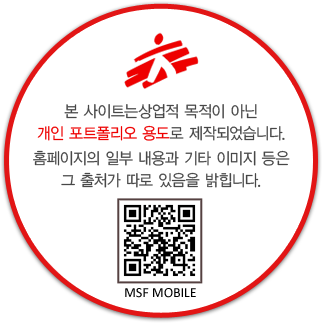 본 사이트는상업적 목적이 아닌
개인 포트폴리오 용도로 제작되었습니다.
홈페이지의 일부 내용과 기타 이미지 등은
그 출처가 따로 있음을 밝힙니다.
MSF MOBILE